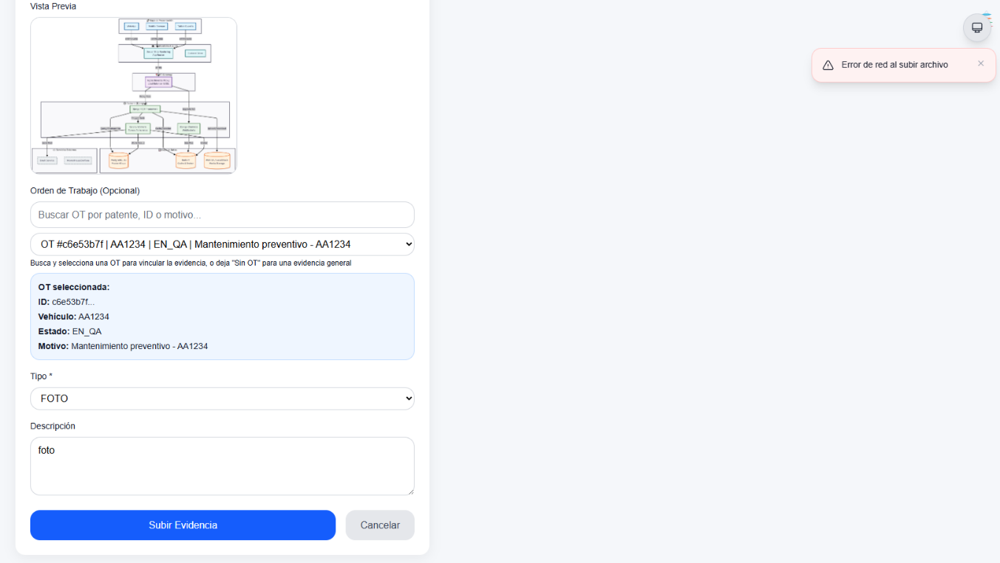 Vista Previa
Error de red al subir archivo
Orden de Trabajo (Opcional)
Buscar OT por patente, ID o motivo...
OT #c6e53b7f | AA1234 | EN_QA | Mantenimiento preventivo - AA1234
Busca y selecciona una OT para vincular la evidencia, o deja "Sin OT" para una evidencia general
OT seleccionada:
ID: c6e53b7f...
Vehículo: AA1234
Estado: EN_QA
Motivo: Mantenimiento preventivo - AA1234
Tipo *
FOTO
Descripción
foto
Subir Evidencia
Cancelar